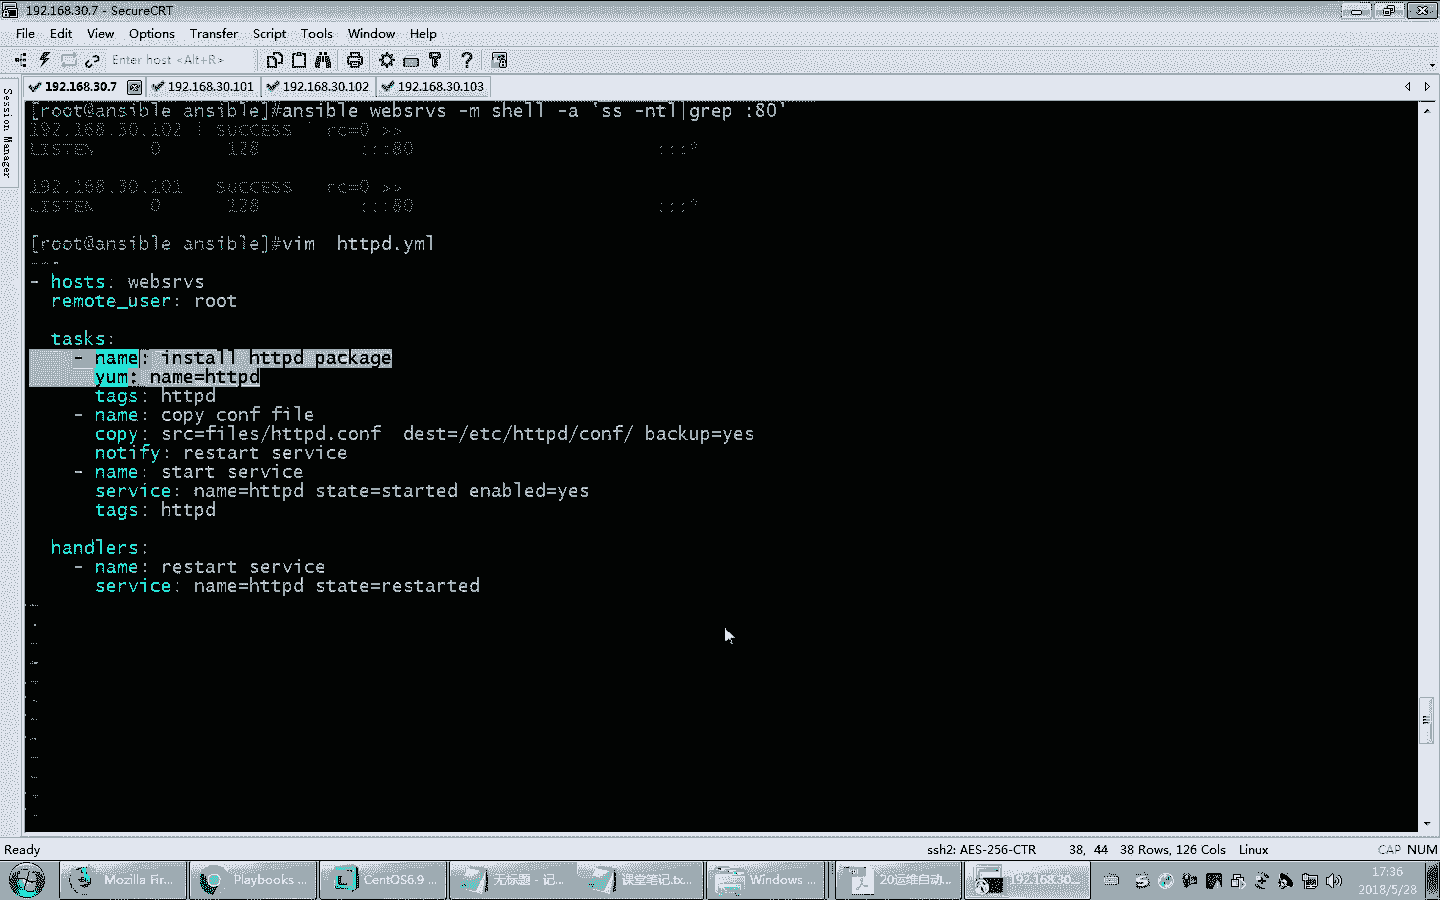 192.168.30.7 - SecureCRT
File Edit View Options Transfer Script Tools Window Help
Enter host <Alt+R>
192.168.30.7 192.168.30.101 192.168.30.102 192.168.30.103
Session Manager
[root@ansible ansible]#ansible websrvs -m shell -a 'ss -ntl|grep :80'
192.168.30.102 | SUCCESS | rc=0 >>
LISTEN 0 128 :::80 :::*
192.168.30.101 | SUCCESS | rc=0 >>
LISTEN 0 128 :::80 :::*
[root@ansible ansible]#vim httpd.yml
---
- hosts: websrvs
remote_user: root
tasks:
- name: install httpd package
yum: name=httpd
tags: httpd
- name: copy conf file
copy: src=files/httpd.conf dest=/etc/httpd/conf/ backup=yes
notify: restart service
- name: start service
service: name=httpd state=started enabled=yes
tags: httpd
handlers:
- name: restart service
service: name=httpd state=restarted
~
~
~
~
~
~
~
~
~
~
~
~
Ready ssh2: AES-256-CTR 38, 44 38 Rows, 126 Cols Linux CAP NUM
Mozilla Fir... Playbooks ... CentOS6.9 ... 无标题 - 记... 课堂笔记.tx... Windows ... 20运维自动... 192.168.30... 17:36
2018/5/28